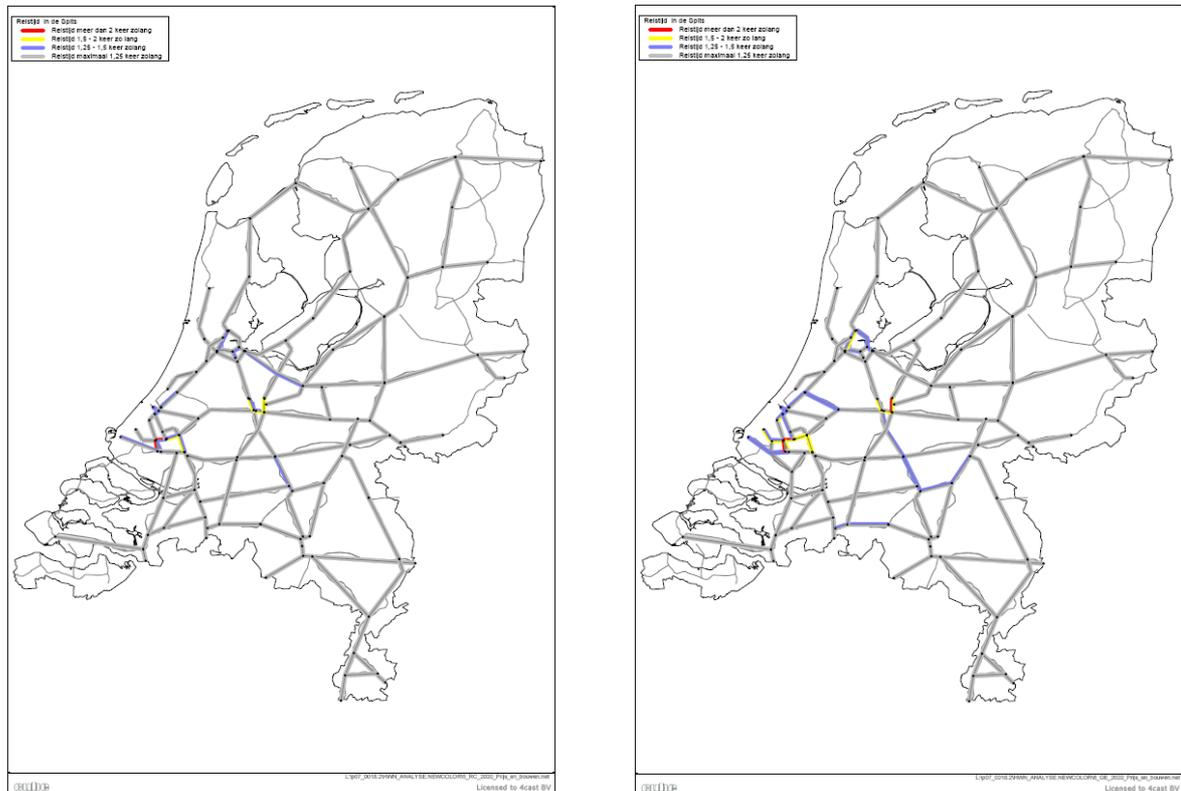 Reistijd in de Spits
Reistijd meer dan 2 keer zolang
Reistijd 1,5 - 2 keer zo lang
Reistijd 1,25 - 1,5 keer zolang
Reistijd maximaal 1,25 keer zolang
Licensed to 4cast BV
Reistijd in de Spits
Reistijd meer dan 2 keer zolang
Reistijd 1,5 - 2 keer zo lang
Reistijd 1,25 - 1,5 keer zolang
Reistijd maximaal 1,25 keer zolang
Licensed to 4cast BV